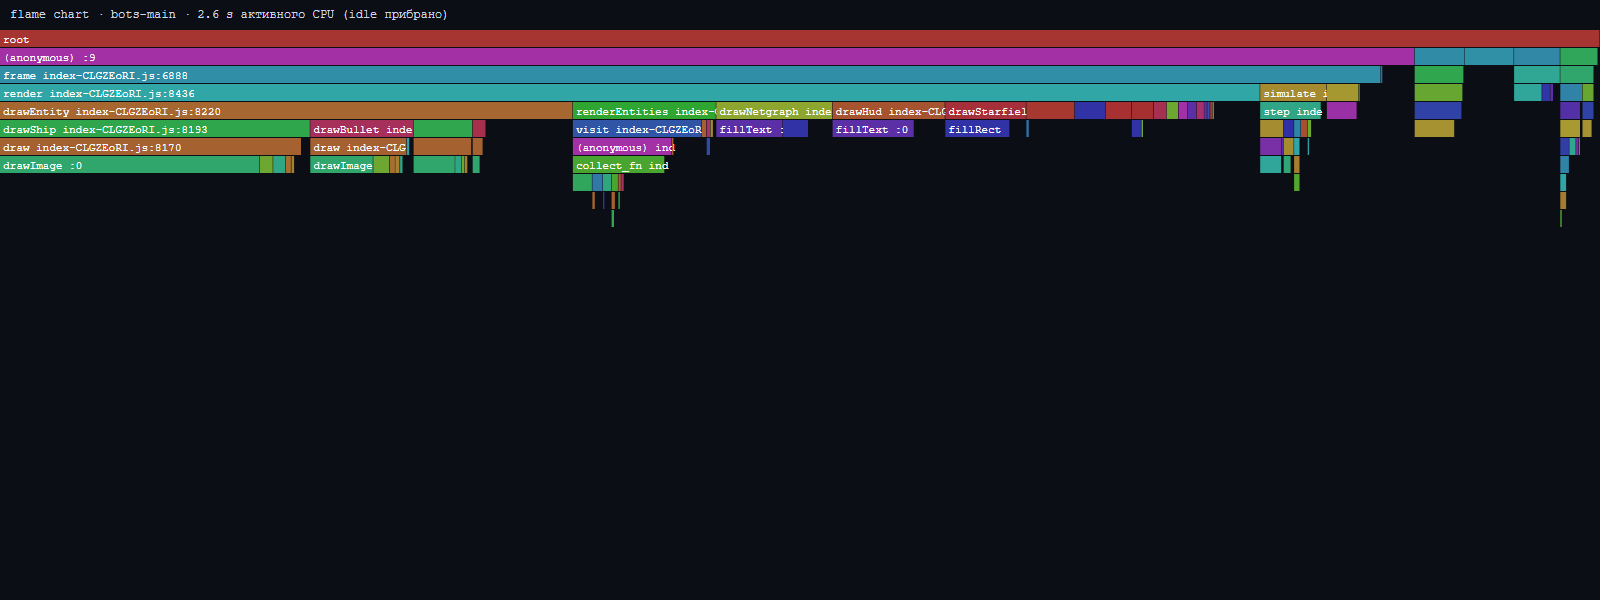 flame chart · bots-main · 2.6 s активного CPU (idle прибрано)
root
(anonymous) :9
frame index-CLGZEoRI.js:6888
render index-CLGZEoRI.js:8436
simulate i
drawEntity index-CLGZEoRI.js:8220
renderEntities index-
drawNetgraph inde
drawHud index-CLG
drawStarfiel
step inde
drawShip index-CLGZEoRI.js:8193
drawBullet inde
visit index-CLGZEoR
fillText :
fillText :0
fillRect
draw index-CLGZEoRI.js:8170
draw index-CLG
(anonymous) ind
drawImage :0
drawImage
collect_fn ind